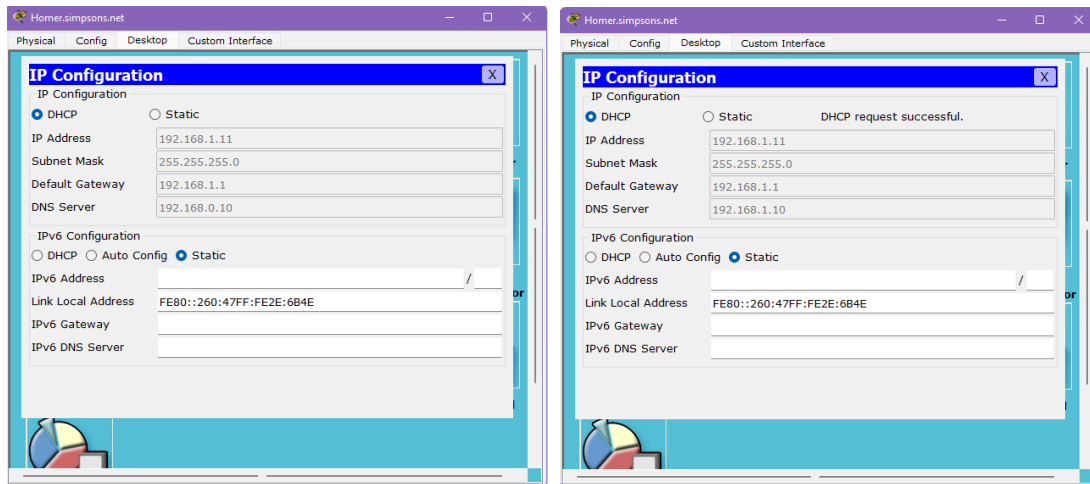 Homer.simpsons.net
Physical Config Desktop Custom Interface
IP Configuration X
IP Configuration
DHCP Static
IP Address 192.168.1.11
Subnet Mask 255.255.255.0
Default Gateway 192.168.1.1
DNS Server 192.168.0.10
IPv6 Configuration
DHCP Auto Config Static
IPv6 Address /
Link Local Address FE80::260:47FF:FE2E:6B4E
IPv6 Gateway
IPv6 DNS Server
or
Homer.simpsons.net
Physical Config Desktop Custom Interface
IP Configuration X
IP Configuration
DHCP Static DHCP request successful.
IP Address 192.168.1.11
Subnet Mask 255.255.255.0
Default Gateway 192.168.1.1
DNS Server 192.168.1.10
IPv6 Configuration
DHCP Auto Config Static
IPv6 Address /
Link Local Address FE80::260:47FF:FE2E:6B4E
IPv6 Gateway
IPv6 DNS Server
or